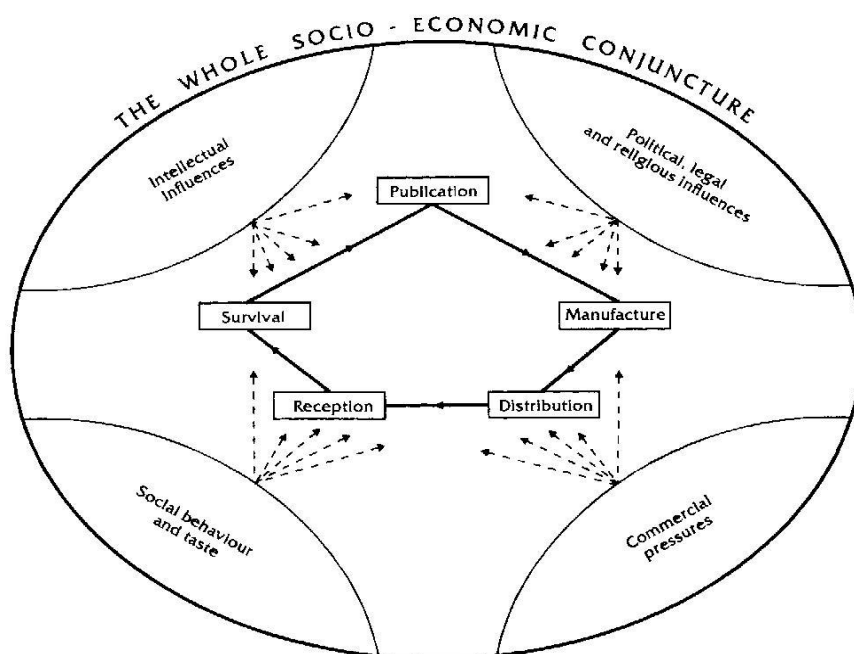 THE WHOLE SOCIO - ECONOMIC CONJUNCTURE
Intellectual
influences
Political, legal
and religious influences
Publication
Survival
Manufacture
Reception
Distribution
Social behaviour
and taste
Commercial
pressures